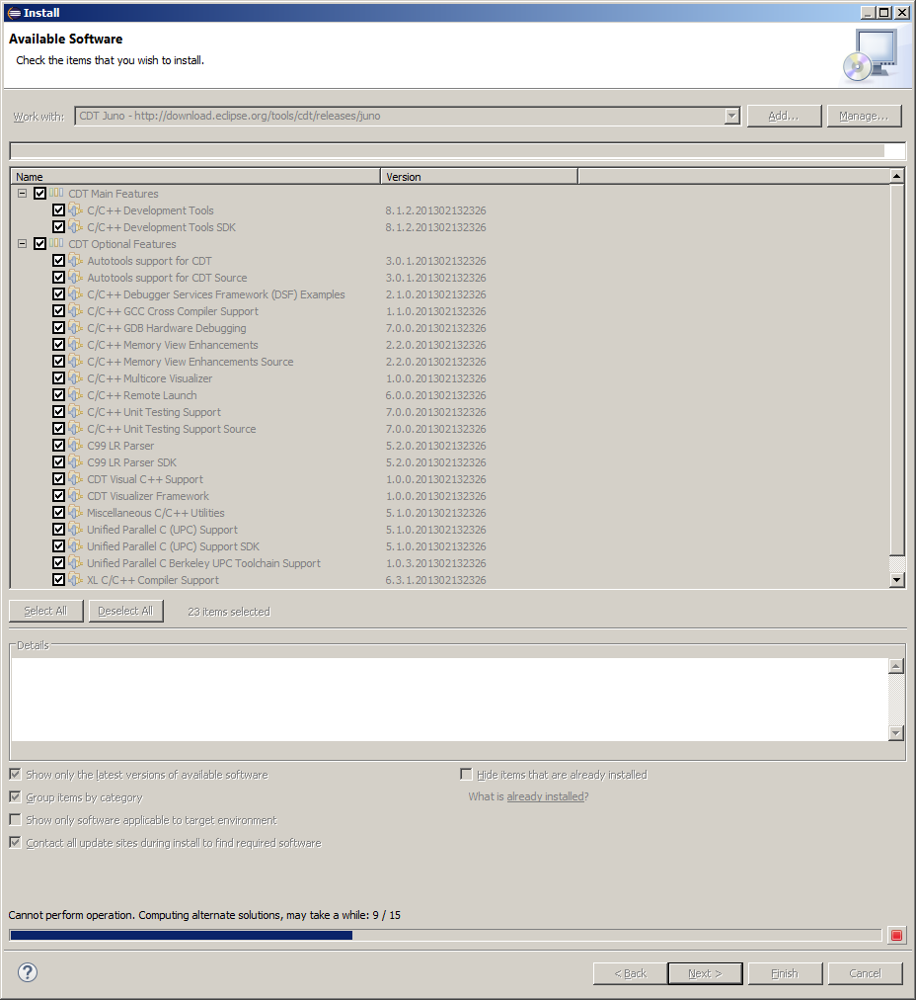 Install
Available Software
Check the items that you wish to install.
Work with: CDT Juno - http://download.eclipse.org/tools/cdt/releases/juno Add... Manage...
Name Version
CDT Main Features
C/C++ Development Tools 8.1.2.201302132326
C/C++ Development Tools SDK 8.1.2.201302132326
CDT Optional Features
Autotools support for CDT 3.0.1.201302132326
Autotools support for CDT Source 3.0.1.201302132326
C/C++ Debugger Services Framework (DSF) Examples 2.1.0.201302132326
C/C++ GCC Cross Compiler Support 1.1.0.201302132326
C/C++ GDB Hardware Debugging 7.0.0.201302132326
C/C++ Memory View Enhancements 2.2.0.201302132326
C/C++ Memory View Enhancements Source 2.2.0.201302132326
C/C++ Multicore Visualizer 1.0.0.201302132326
C/C++ Remote Launch 6.0.0.201302132326
C/C++ Unit Testing Support 7.0.0.201302132326
C/C++ Unit Testing Support Source 7.0.0.201302132326
C99 LR Parser 5.2.0.201302132326
C99 LR Parser SDK 5.2.0.201302132326
CDT Visual C++ Support 1.0.0.201302132326
CDT Visualizer Framework 1.0.0.201302132326
Miscellaneous C/C++ Utilities 5.1.0.201302132326
Unified Parallel C (UPC) Support 5.1.0.201302132326
Unified Parallel C (UPC) Support SDK 5.1.0.201302132326
Unified Parallel C Berkeley UPC Toolchain Support 1.0.3.201302132326
XL C/C++ Compiler Support 6.3.1.201302132326
Select All Deselect All 23 items selected
Details
Show only the latest versions of available software Hide items that are already installed
Group items by category What is already installed?
Show only software applicable to target environment
Contact all update sites during install to find required software
Cannot perform operation. Computing alternate solutions, may take a while: 9 / 15
? < Back Next > Finish Cancel